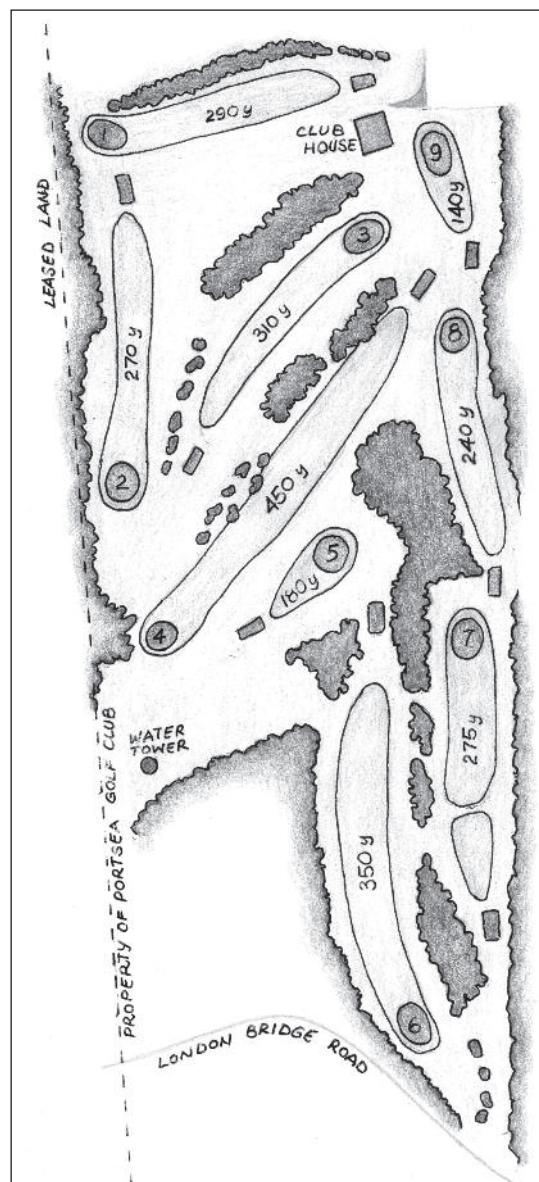 1
290 y
CLUB
HOUSE
9
140y
LEASED LAND
3
310 y
270 y
8
240 y
2
450 y
5
180 y
4
7
275 y
WATER
TOWER
PROPERTY OF PORTSEA GOLF CLUB
350 y
6
LONDON BRIDGE ROAD